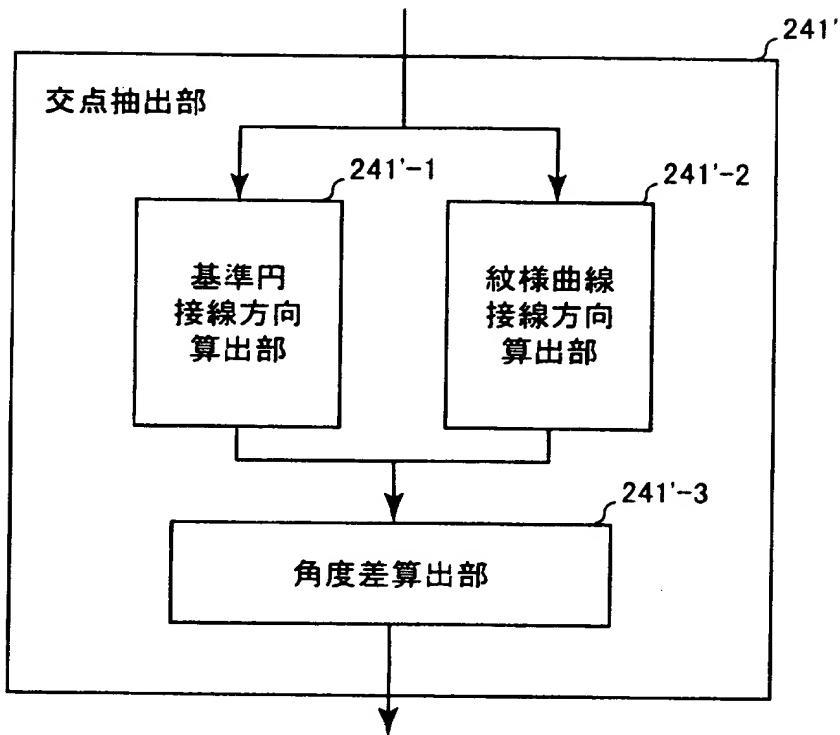 241'
交点抽出部
241'-1
241'-2
基準円
接線方向
算出部
紋様曲線
接線方向
算出部
241'-3
角度差算出部